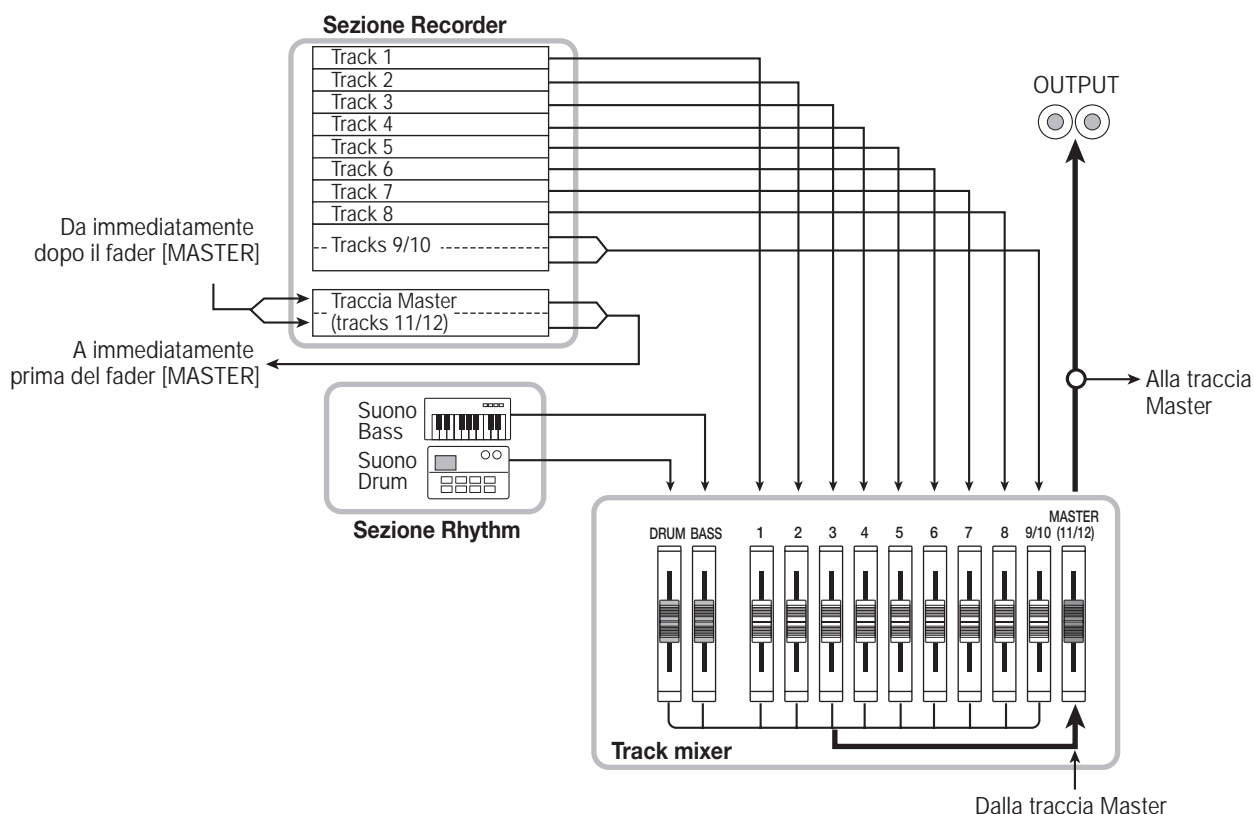 Sezione Recorder
Track 1
Track 2
Track 3
Track 4
Track 5
Track 6
Track 7
Track 8
Tracks 9/10
Traccia Master
(tracks 11/12)
Da immediatamente
dopo il fader [MASTER]
A immediatamente
prima del fader [MASTER]
OUTPUT
Alla traccia
Master
Suono
Bass
Suono
Drum
Sezione Rhythm
DRUM BASS 1 2 3 4 5 6 7 8 9/10 MASTER
(11/12)
Track mixer
Dalla traccia Master